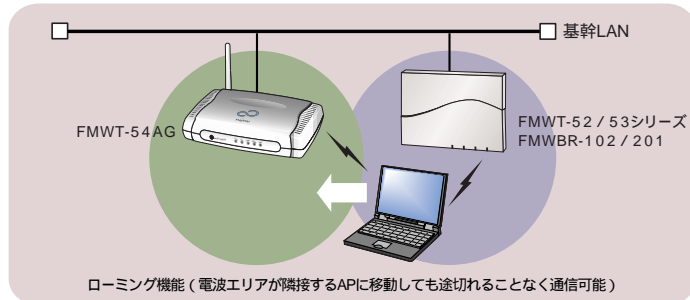 基幹LAN
FMWT-54AG
FMWT-52/53シリーズ
FMWBR-102/201
ローミング機能(電波エリアが隣接するAPに移動しても途切れることなく通信可能)